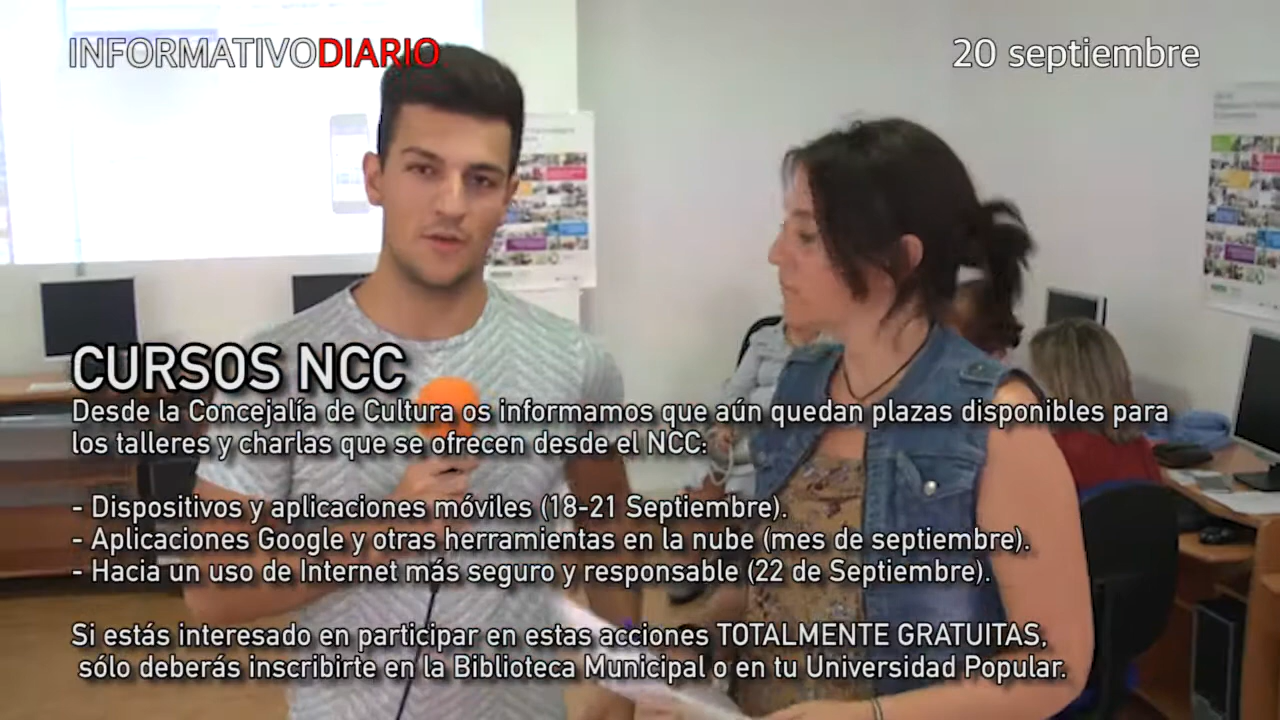 INFORMATIVODIARIO
20 septiembre
CURSOS NCC
Desde la Concejalía de Cultura os informamos que aún quedan plazas disponibles para
los talleres y charlas que se ofrecen desde el NCC:
- Dispositivos y aplicaciones móviles (18-21 Septiembre).
- Aplicaciones Google y otras herramientas en la nube (mes de septiembre).
- Hacia un uso de Internet más seguro y responsable (22 de Septiembre).
Si estás interesado en participar en estas acciones TOTALMENTE GRATUITAS,
sólo deberás inscribirte en la Biblioteca Municipal o en tu Universidad Popular.